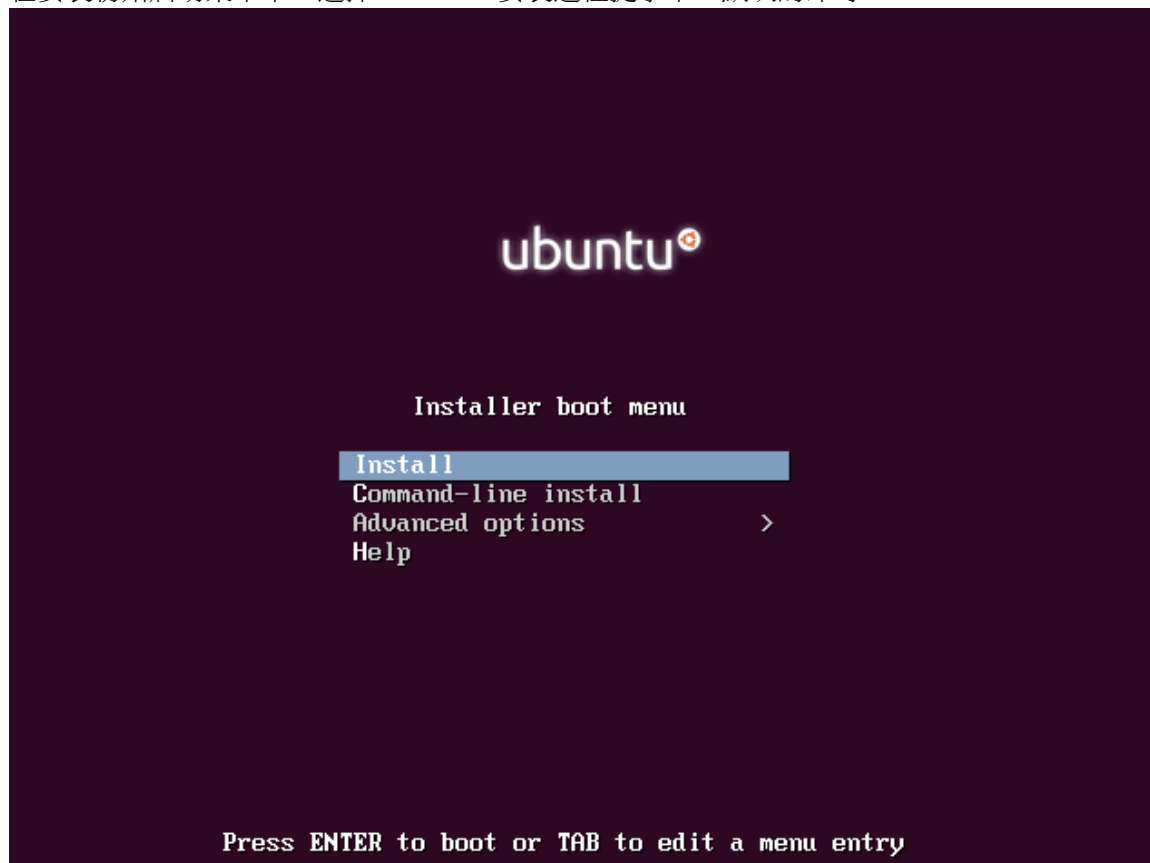 ubuntu
Installer boot menu
Install
Command-line install
Advanced options >
Help
Press ENTER to boot or TAB to edit a menu entry